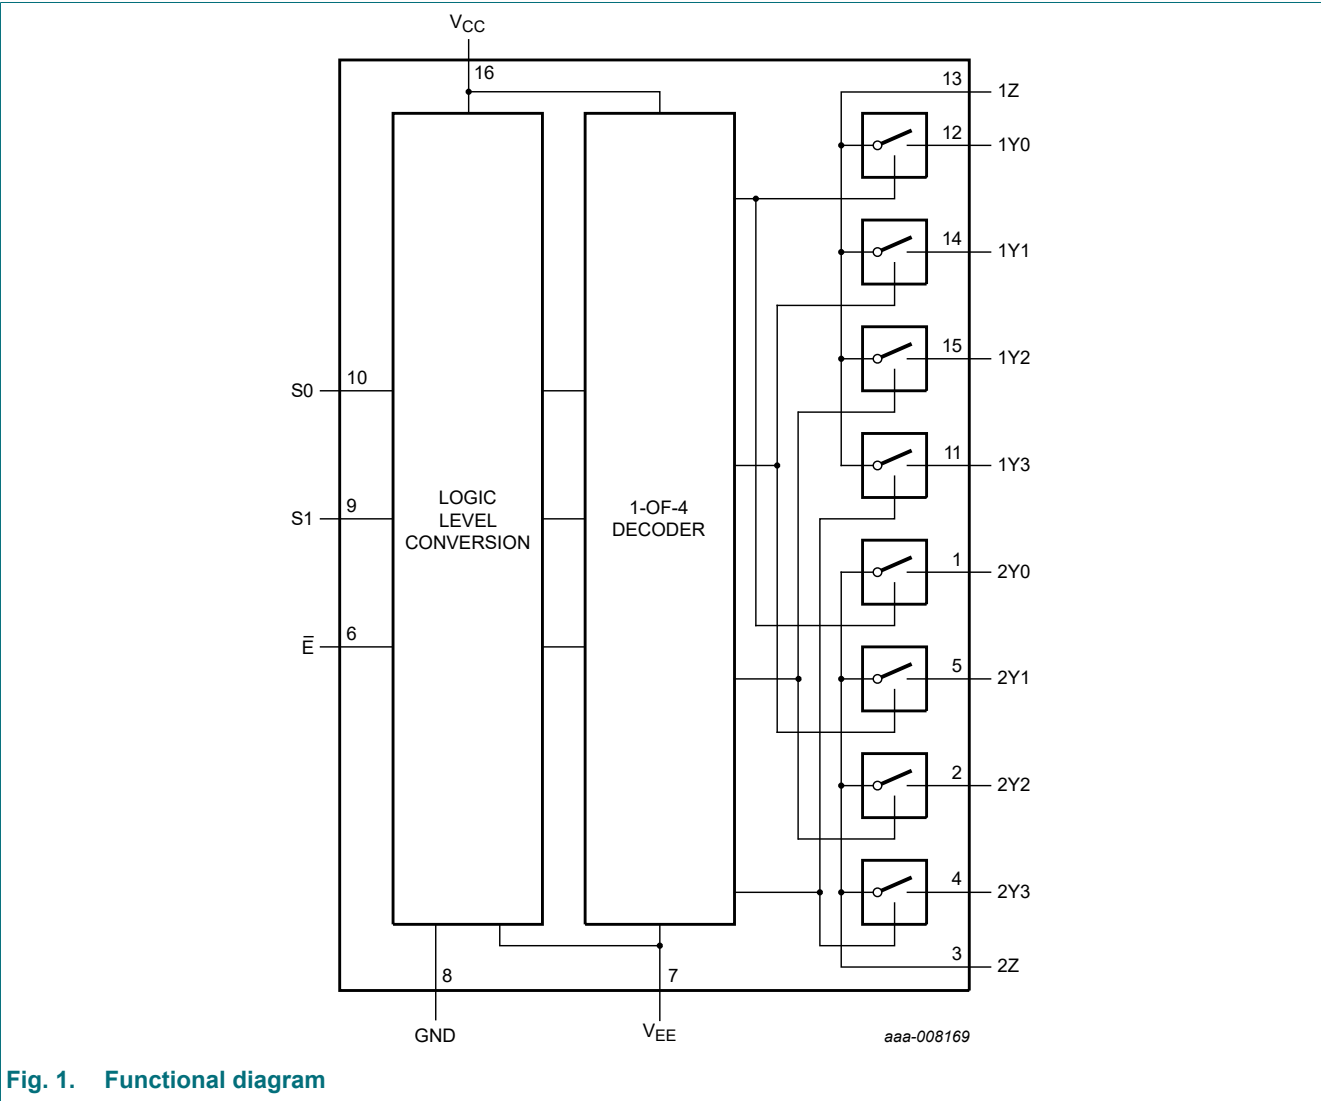 VCC
16
13 1Z
12 1Y0
14 1Y1
15 1Y2
S0 10
11 1Y3
LOGIC
LEVEL
CONVERSION
1-OF-4
DECODER
S1 9
1 2Y0
E̅ 6
5 2Y1
2 2Y2
4 2Y3
3 2Z
8
7
GND
VEE
aaa-008169
Fig. 1. Functional diagram